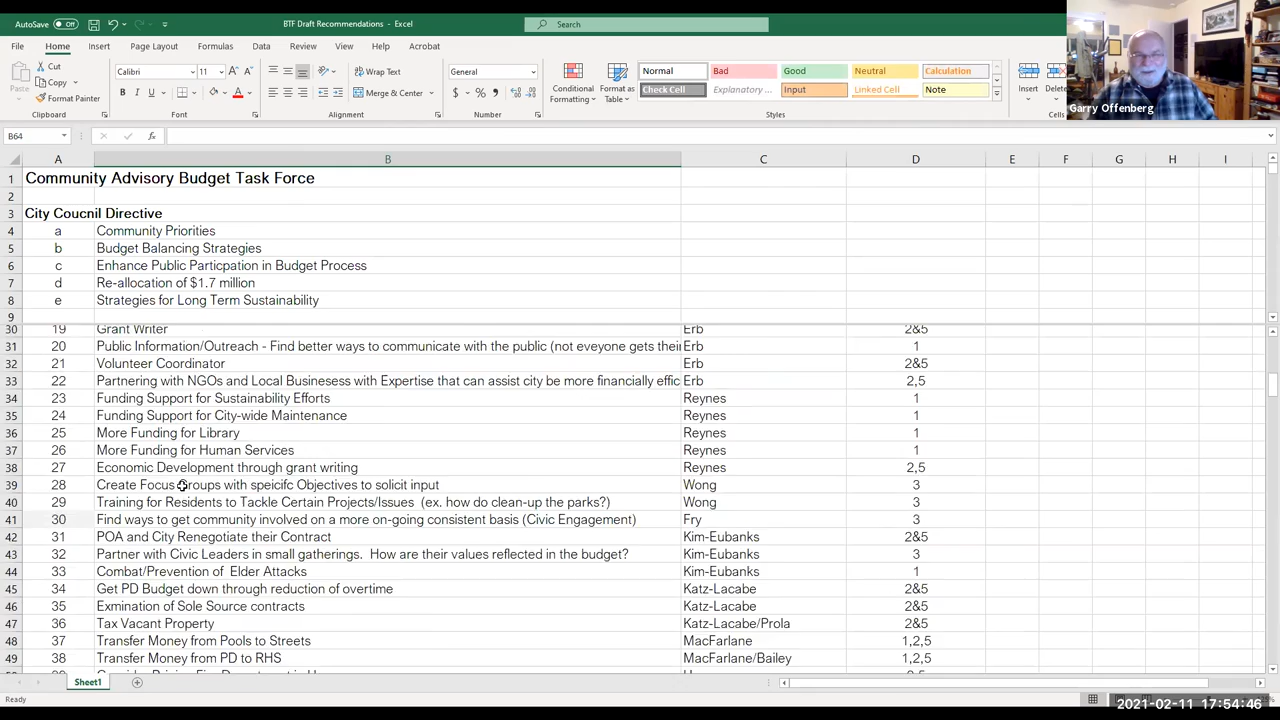 AutoSave Off
BTF Draft Recommendations - Excel
Search
File Home Insert Page Layout Formulas Data Review View Help Acrobat
Paste
Cut
Copy
Format Painter
Clipboard
Calibri 11
B I U
Font
Wrap Text
Merge & Center
Alignment
General
$ % 9
Number
Conditional Formatting
Format as Table
Normal Bad Good Neutral Calculation
Check Cell Explanatory ... Input Linked Cell Note
Styles
Insert Delete
Cells
Garry Offenberg
B64
fx
A B C D E F G H I
1 Community Advisory Budget Task Force
2
3 City Coucnil Directive
4 a Community Priorities
5 b Budget Balancing Strategies
6 c Enhance Public Particpation in Budget Process
7 d Re-allocation of $1.7 million
8 e Strategies for Long Term Sustainability
9
30 19 Grant Writer Erb 2&5
31 20 Public Information/Outreach - Find better ways to communicate with the public (not eveyone gets thei Erb 1
32 21 Volunteer Coordinator Erb 2&5
33 22 Partnering with NGOs and Local Businesess with Expertise that can assist city be more financially effic Erb 2,5
34 23 Funding Support for Sustainability Efforts Reynes 1
35 24 Funding Support for City-wide Maintenance Reynes 1
36 25 More Funding for Library Reynes 1
37 26 More Funding for Human Services Reynes 1
38 27 Economic Development through grant writing Reynes 2,5
39 28 Create Focus Groups with speicifc Objectives to solicit input Wong 3
40 29 Training for Residents to Tackle Certain Projects/Issues (ex. how do clean-up the parks?) Wong 3
41 30 Find ways to get community involved on a more on-going consistent basis (Civic Engagement) Fry 3
42 31 POA and City Renegotiate their Contract Kim-Eubanks 2&5
43 32 Partner with Civic Leaders in small gatherings. How are their values reflected in the budget? Kim-Eubanks 3
44 33 Combat/Prevention of Elder Attacks Kim-Eubanks 1
45 34 Get PD Budget down through reduction of overtime Katz-Lacabe 2&5
46 35 Exmination of Sole Source contracts Katz-Lacabe 2&5
47 36 Tax Vacant Property Katz-Lacabe/Prola 2&5
48 37 Transfer Money from Pools to Streets MacFarlane 1,2,5
49 38 Transfer Money from PD to RHS MacFarlane/Bailey 1,2,5
Sheet1
Ready
2021-02-11 17:54:46